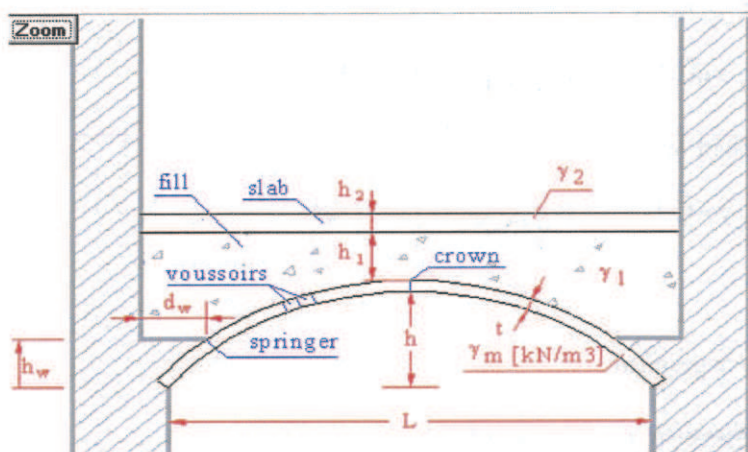 Zoom
fill
slab
h2
γ2
h1
crown
voussoirs
γ1
dw
springer
t
h
γm [kN/m3]
hw
L